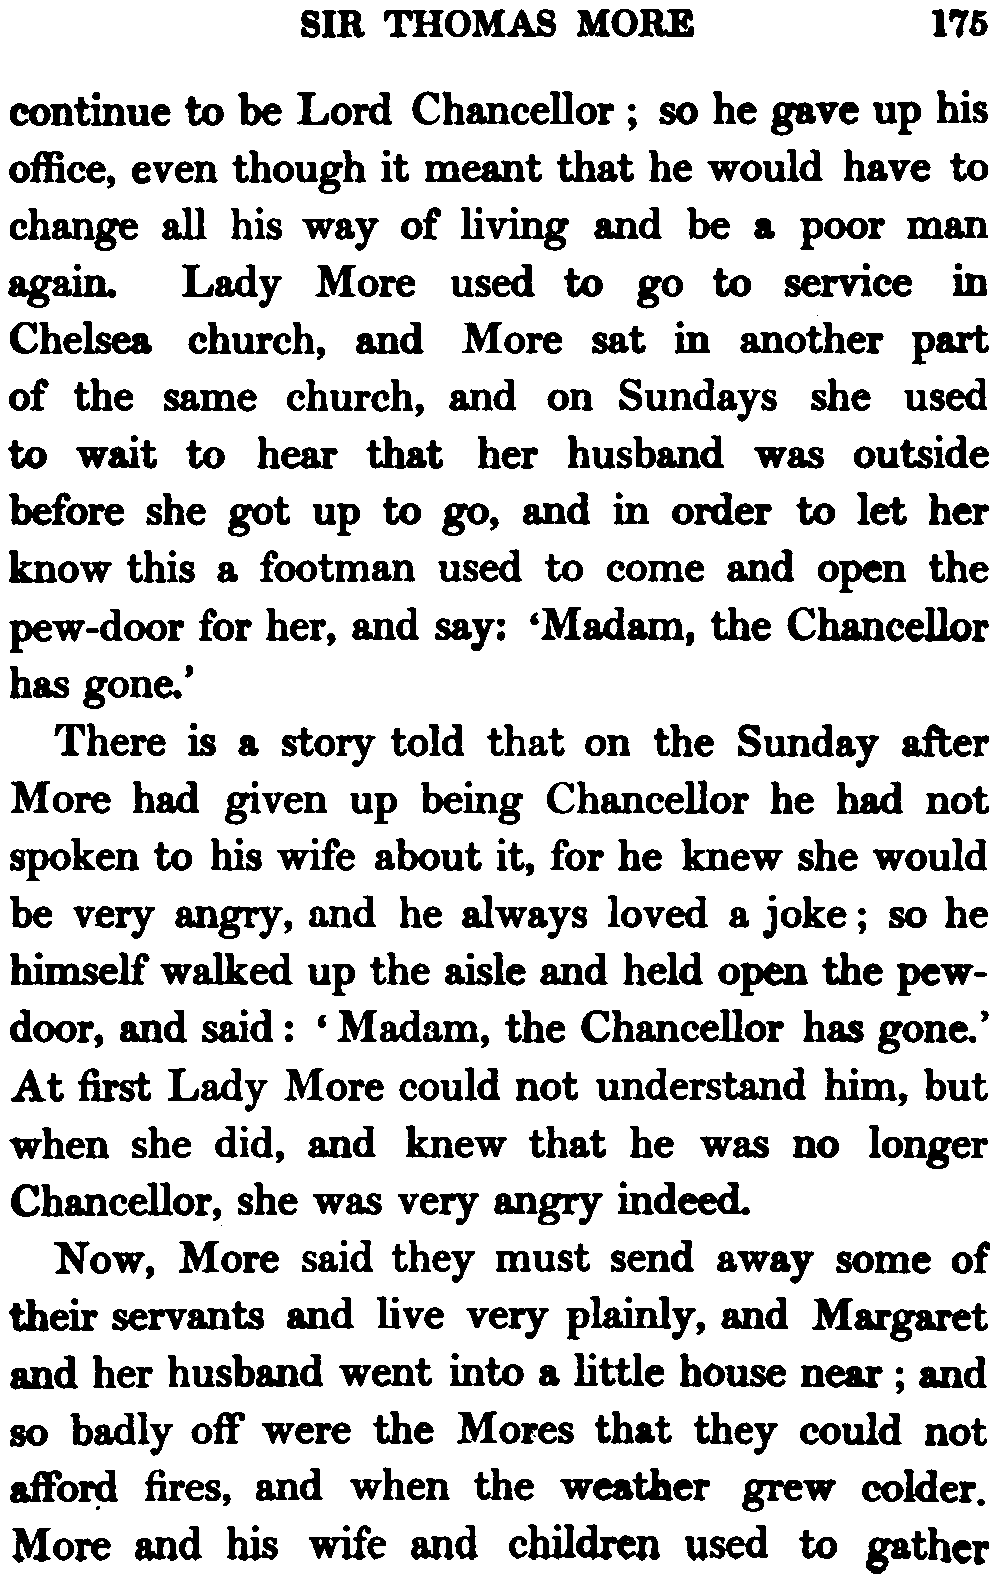 SIR THOMAS MORE 175
continue to be Lord Chancellor ; so he gave up his
office, even though it meant that he would have to
change all his way of living and be a poor man
again. Lady More used to go to service in
Chelsea church, and More sat in another part
of the same church, and on Sundays she used
to wait to hear that her husband was outside
before she got up to go, and in order to let her
know this a footman used to come and open the
pew-door for her, and say: ‘Madam, the Chancellor
has gone.’
There is a story told that on the Sunday after
More had given up being Chancellor he had not
spoken to his wife about it, for he knew she would
be very angry, and he always loved a joke ; so he
himself walked up the aisle and held open the pew-
door, and said : ‘ Madam, the Chancellor has gone.’
At first Lady More could not understand him, but
when she did, and knew that he was no longer
Chancellor, she was very angry indeed.
Now, More said they must send away some of
their servants and live very plainly, and Margaret
and her husband went into a little house near ; and
so badly off were the Mores that they could not
afford fires, and when the weather grew colder.
More and his wife and children used to gather